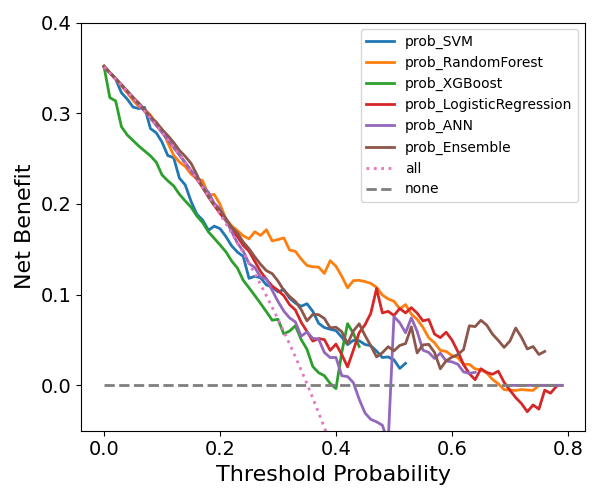 prob_SVM
prob_RandomForest
prob_XGBoost
prob_LogisticRegression
prob_ANN
prob_Ensemble
all
none
Net Benefit
0.4
0.3
0.2
0.1
0.0
0.0 0.2 0.4 0.6 0.8
Threshold Probability